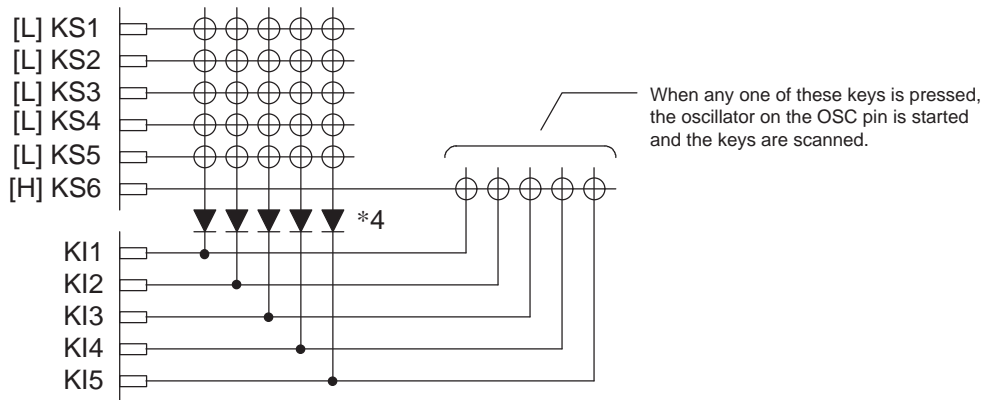 [L] KS1
[L] KS2
[L] KS3
[L] KS4
[L] KS5
[H] KS6
When any one of these keys is pressed,
the oscillator on the OSC pin is started
and the keys are scanned.
*4
KI1
KI2
KI3
KI4
KI5